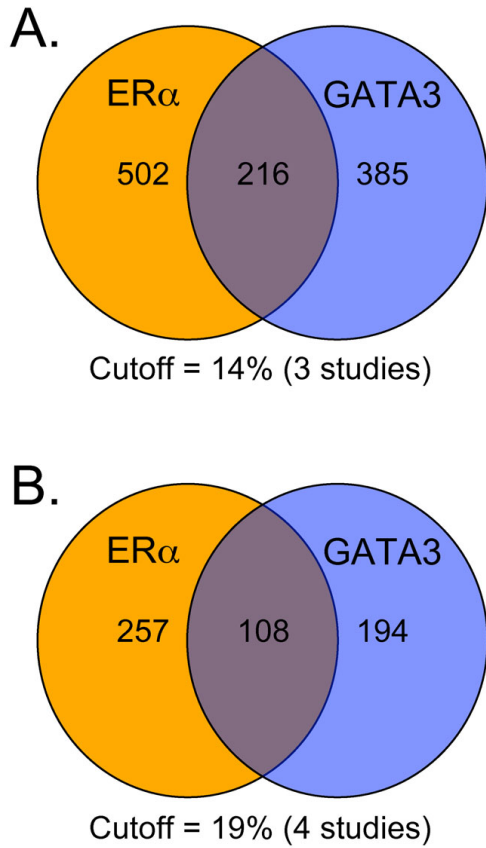 A.
ERα GATA3
502 216 385
Cutoff = 14% (3 studies)
B.
ERα GATA3
257 108 194
Cutoff = 19% (4 studies)